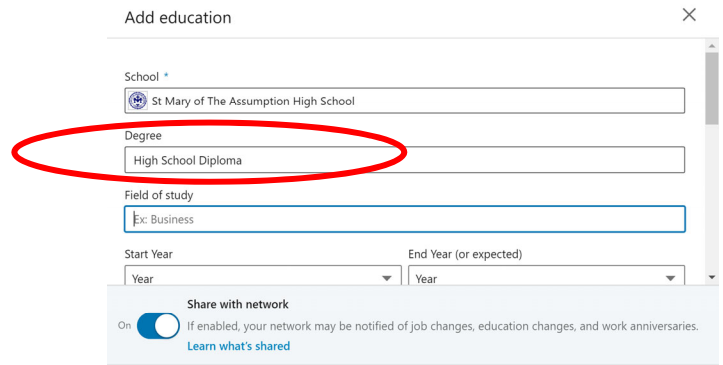 Add education
School *
St Mary of The Assumption High School
Degree
High School Diploma
Field of study
Ex: Business
Start Year End Year (or expected)
Year Year
Share with network
On If enabled, your network may be notified of job changes, education changes, and work anniversaries.
Learn what's shared